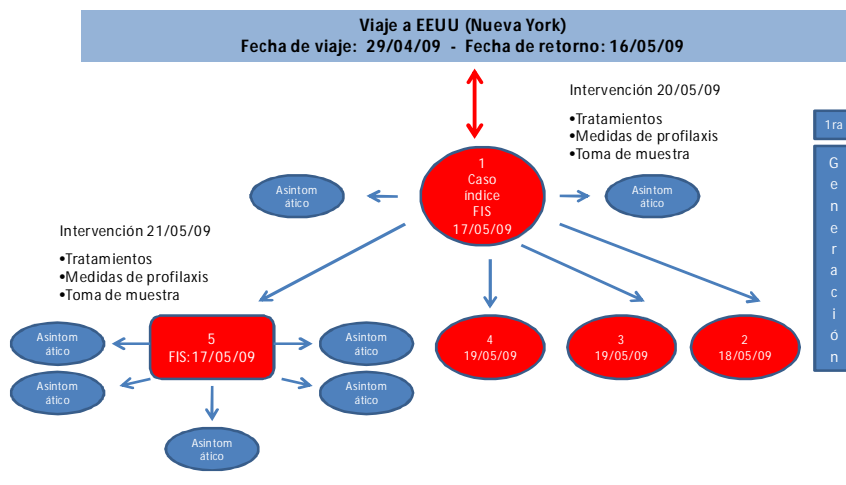 Viaje a EEUU (Nueva York)
Fecha de viaje: 29/04/09 - Fecha de retorno: 16/05/09
Intervención 20/05/09
•Tratamientos
•Medidas de profilaxis
•Toma de muestra
1ra
G
e
n
e
r
a
c
i
ó
n
1
Caso
índice
FIS
17/05/09
Asintom
ático
Asintom
ático
Intervención 21/05/09
•Tratamientos
•Medidas de profilaxis
•Toma de muestra
5
FIS: 17/05/09
Asintom
ático
Asintom
ático
Asintom
ático
Asintom
ático
Asintom
ático
4
19/05/09
3
19/05/09
2
18/05/09